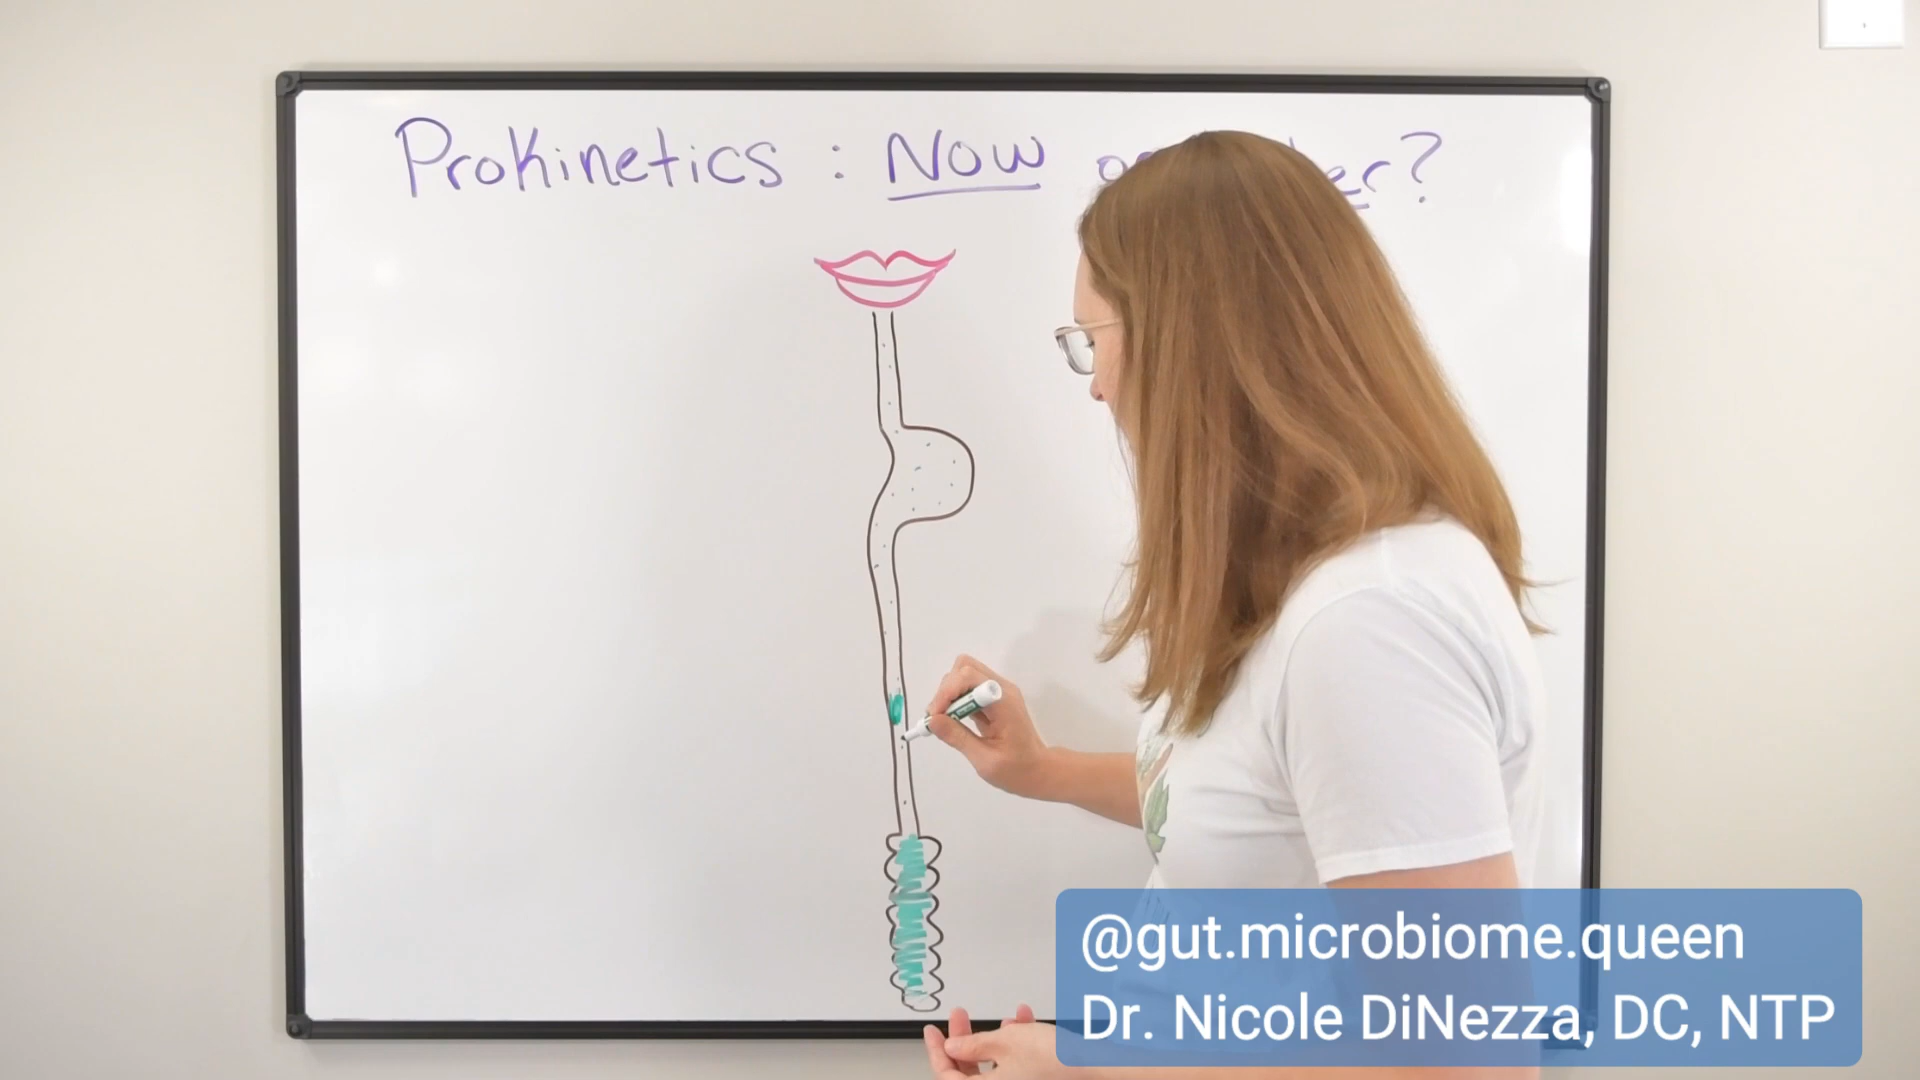 Prokinetics : Now
@gut.microbiome.queen
Dr. Nicole DiNezza, DC, NTP